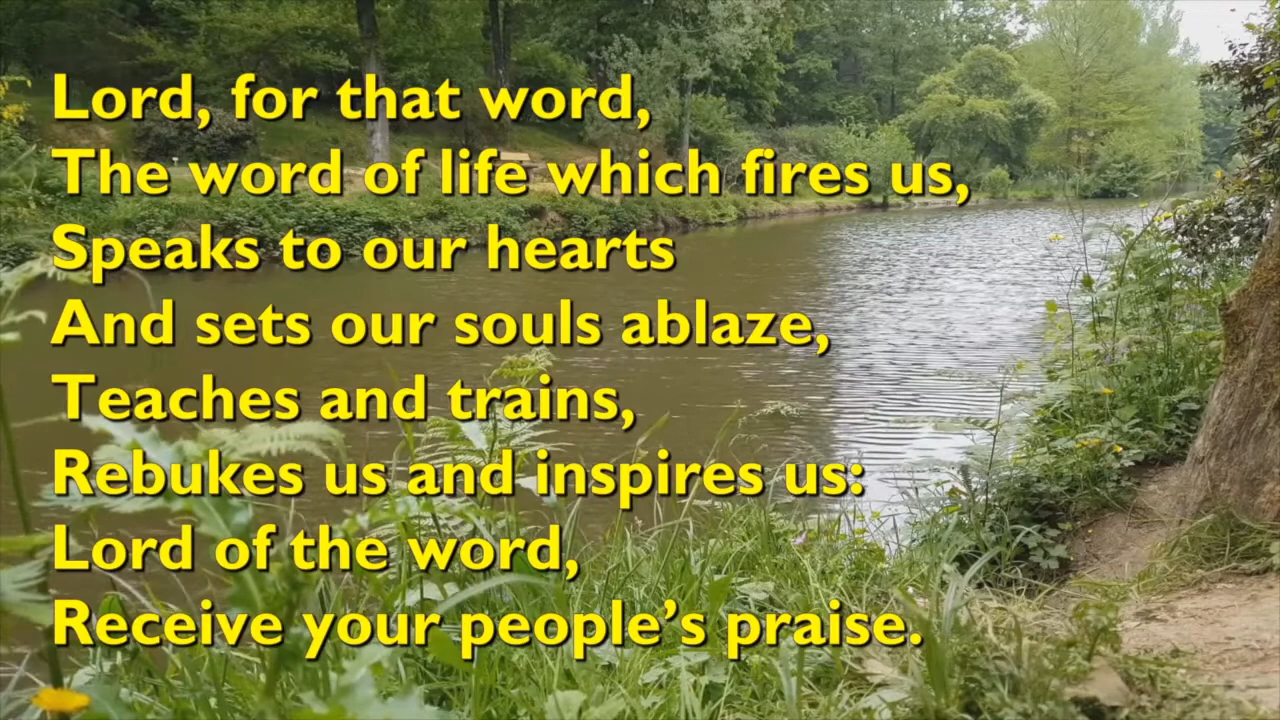 Lord, for that word,
The word of life which fires us,
Speaks to our hearts
And sets our souls ablaze,
Teaches and trains,
Rebukes us and inspires us:
Lord of the word,
Receive your people’s praise.